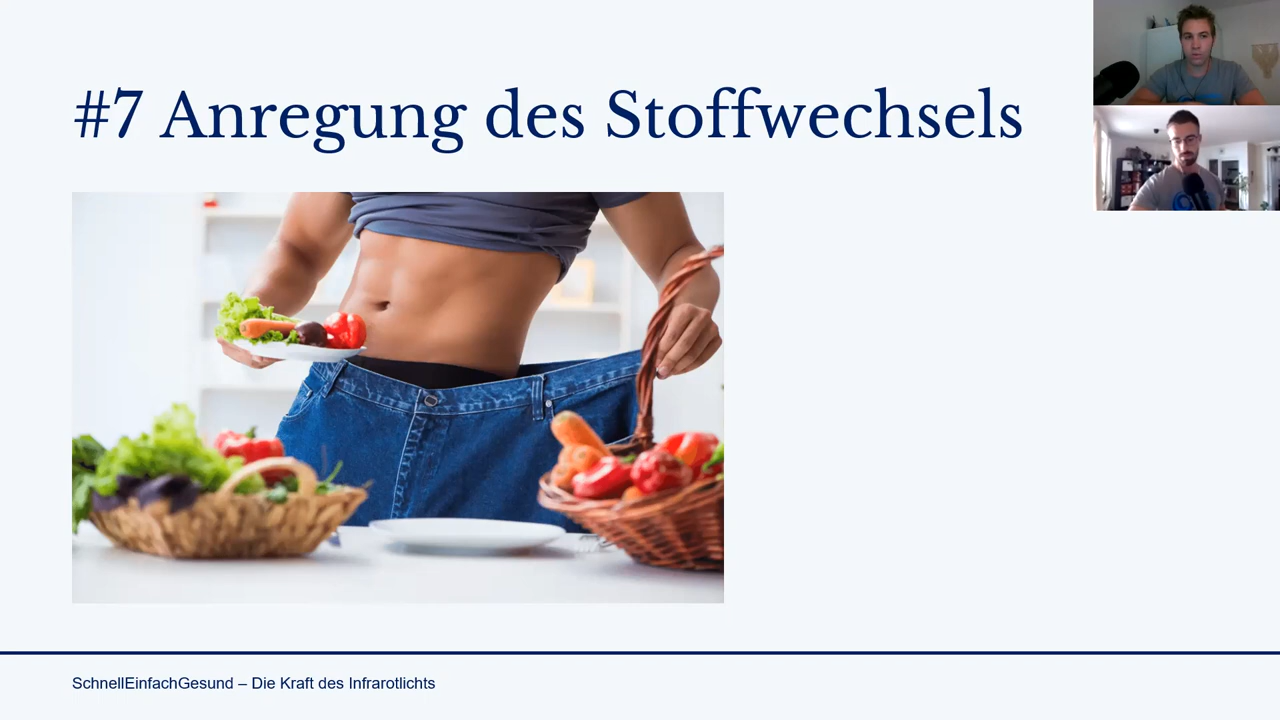 #7 Anregung des Stoffwechsels
SchnellEinfachGesund – Die Kraft des Infrarotlichts